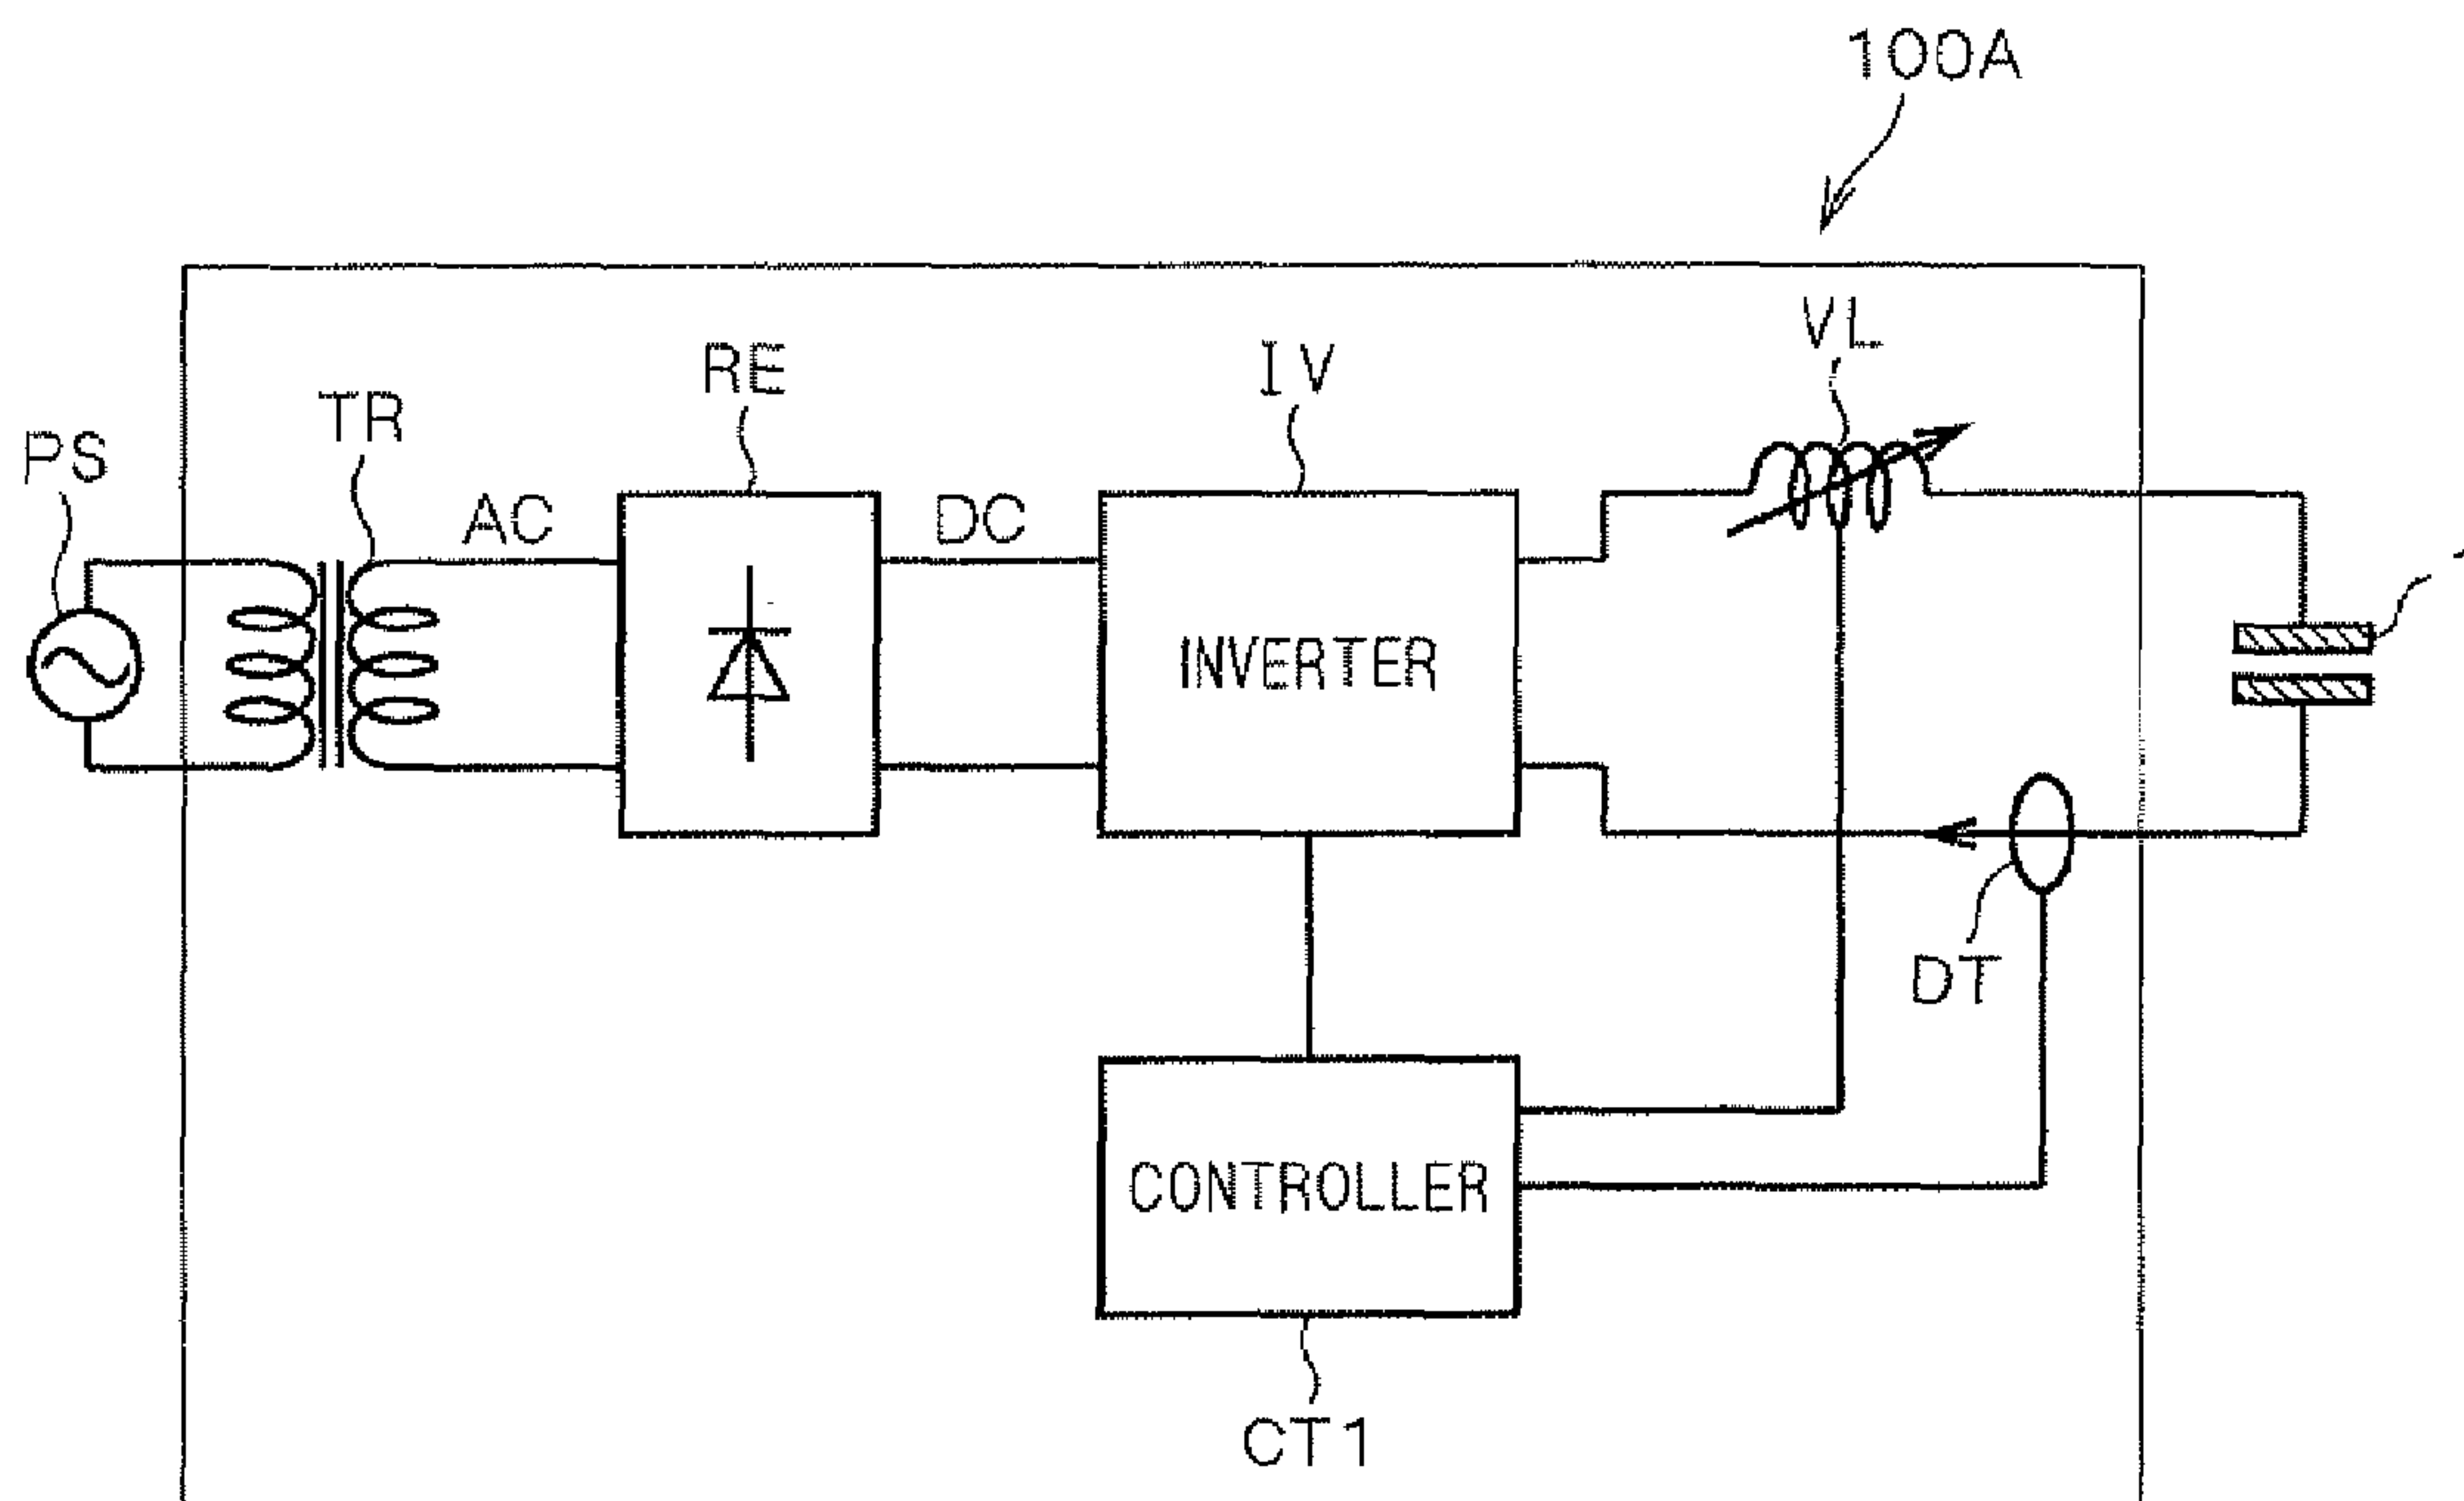 100A
VL
RE
IV
TR
PS
AC
DC
INVERTER
DT
CONTROLLER
CT1